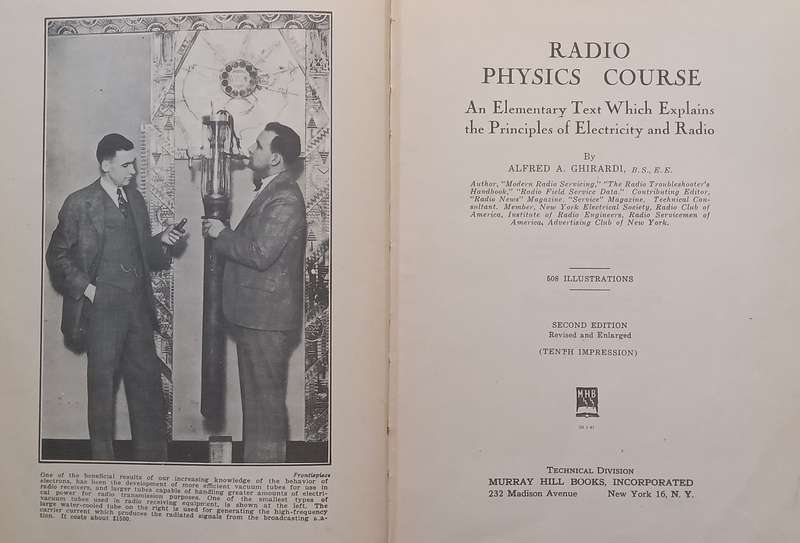 Frontispiece
One of the beneficial results of our increasing knowledge of the behavior of
electrons, has been the development of more efficient vacuum tubes for use in
radio receivers, and larger tubes capable of handling greater amounts of electri-
cal power for radio transmission purposes. One of the smallest types of
vacuum tubes used in radio receiving equipment, is shown at the left. The
large water-cooled tube on the right is used for generating the high-frequency
carrier current which produces the radiated signals from the broadcasting sta-
tion. It costs about $1500.
RADIO
PHYSICS COURSE
An Elementary Text Which Explains
the Principles of Electricity and Radio
By
ALFRED A. GHIRARDI, B.S., E.E.
Author, "Modern Radio Servicing," "The Radio Troubleshooter's
Handbook," "Radio Field Service Data." Contributing Editor,
"Radio News" Magazine, "Service" Magazine, Technical Con-
sultant. Member, New York Electrical Society, Radio Club of
America, Institute of Radio Engineers, Radio Servicemen of
America, Advertising Club of New York.
508 ILLUSTRATIONS
SECOND EDITION
Revised and Enlarged
(TENTH IMPRESSION)
MHB
TECHNICAL DIVISION
MURRAY HILL BOOKS, INCORPORATED
232 Madison Avenue New York 16, N. Y.